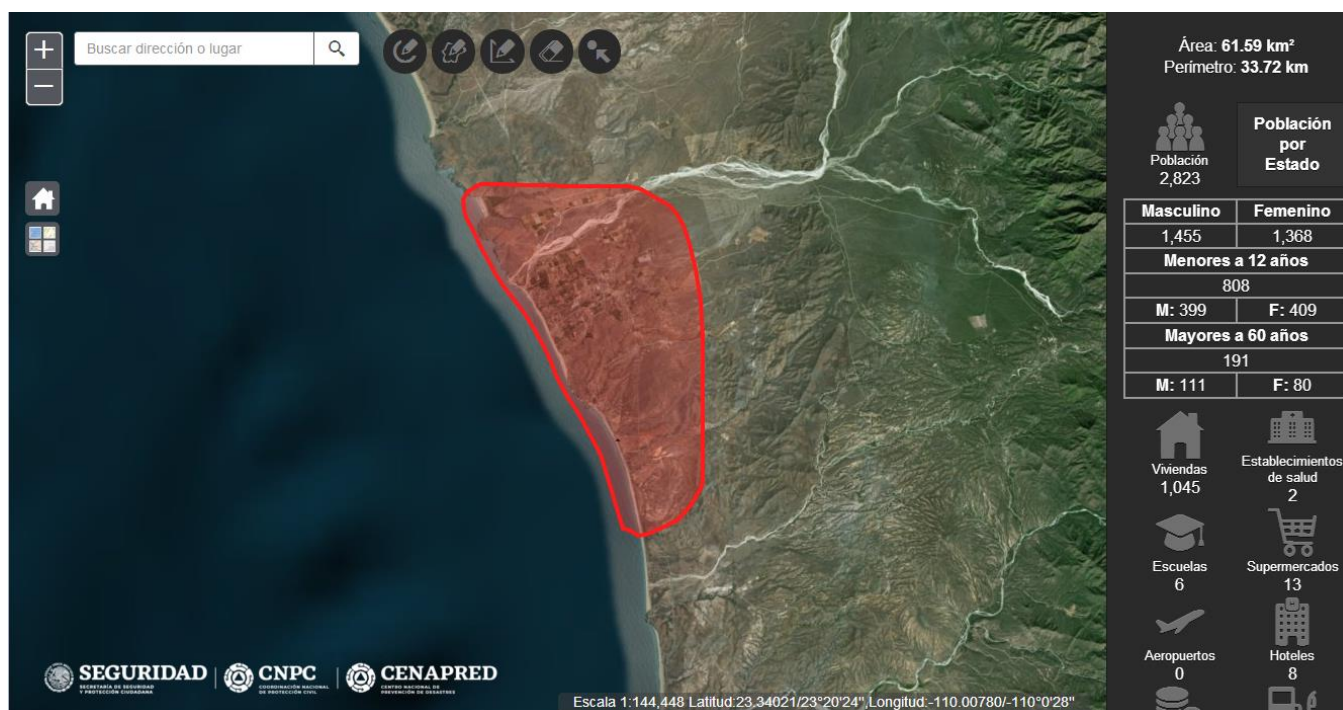 +
Buscar dirección o lugar
−
Área: 61.59 km²
Perímetro: 33.72 km
Población
2,823
Población
por
Estado
Masculino Femenino
1,455 1,368
Menores a 12 años
808
M: 399 F: 409
Mayores a 60 años
191
M: 111 F: 80
Viviendas
1,045
Establecimientos
de salud
2
Escuelas
6
Supermercados
13
Aeropuertos
0
Hoteles
8
SEGURIDAD
SECRETARÍA DE SEGURIDAD
Y PROTECCIÓN CIUDADANA
CNPC
COORDINACIÓN NACIONAL
DE PROTECCIÓN CIVIL
CENAPRED
CENTRO NACIONAL DE
PREVENCIÓN DE DESASTRES
Escala 1:144,448 Latitud:23.34021/23°20'24",Longitud:-110.00780/-110°0'28"